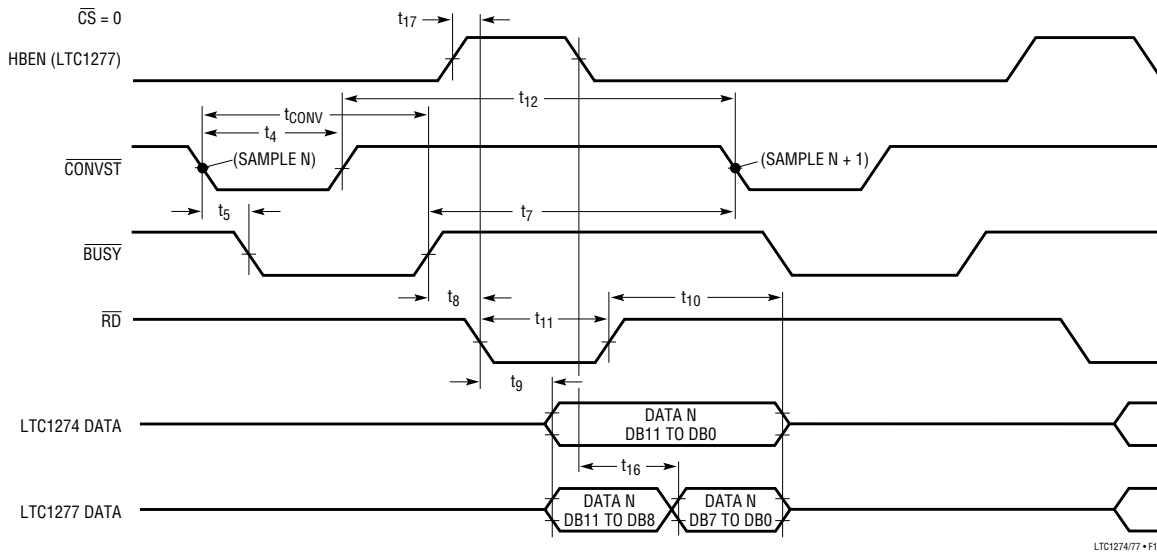 CS = 0
t17
HBEN (LTC1277)
t12
tCONV
t4
CONVST
(SAMPLE N)
(SAMPLE N + 1)
t5
t7
BUSY
t8
t10
RD
t11
t9
LTC1274 DATA
DATA N
DB11 TO DB0
t16
LTC1277 DATA
DATA N
DB11 TO DB8
DATA N
DB7 TO DB0
LTC1274/77 • F1